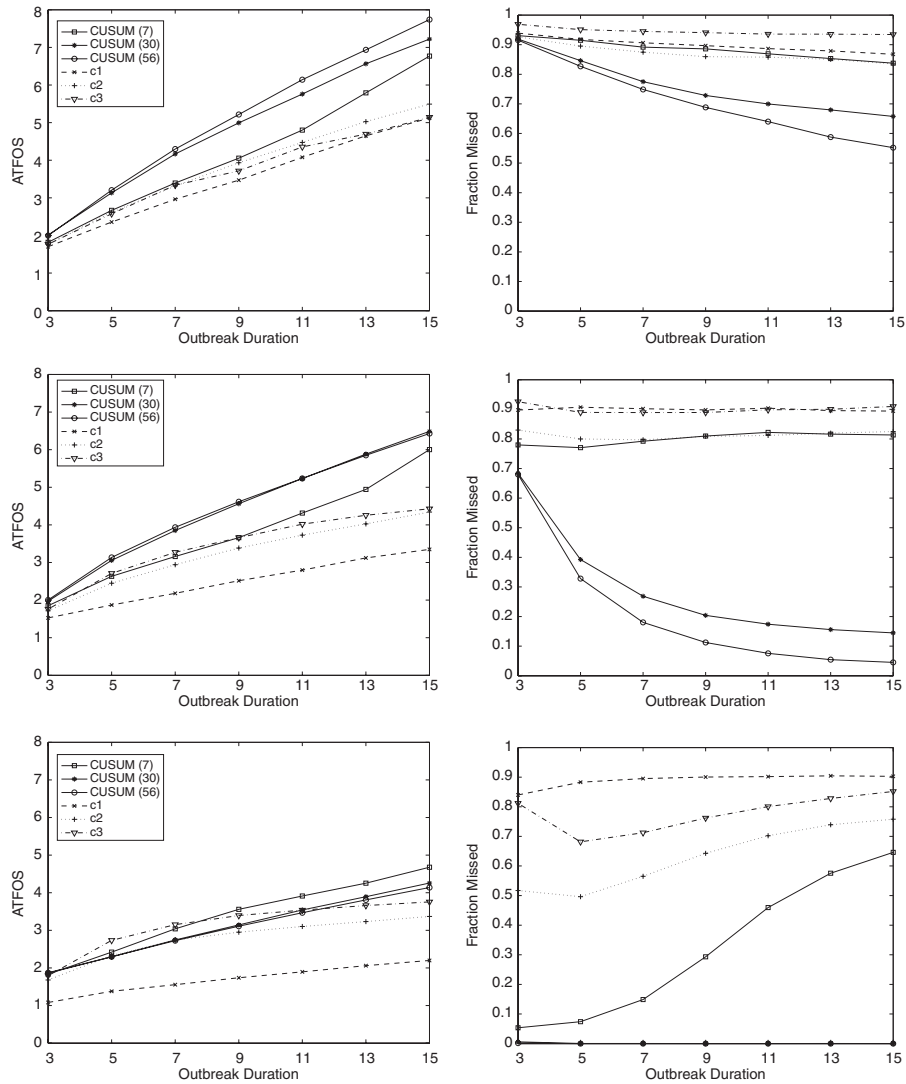 8
7
6
5
4
3
2
1
0
ATFOS
CUSUM (7)
CUSUM (30)
CUSUM (56)
c1
c2
c3
3 5 7 9 11 13 15
Outbreak Duration
1
0.9
0.8
0.7
0.6
0.5
0.4
0.3
0.2
0.1
0
Fraction Missed
3 5 7 9 11 13 15
Outbreak Duration
8
7
6
5
4
3
2
1
0
ATFOS
CUSUM (7)
CUSUM (30)
CUSUM (56)
c1
c2
c3
3 5 7 9 11 13 15
Outbreak Duration
1
0.9
0.8
0.7
0.6
0.5
0.4
0.3
0.2
0.1
0
Fraction Missed
3 5 7 9 11 13 15
Outbreak Duration
8
7
6
5
4
3
2
1
0
ATFOS
CUSUM (7)
CUSUM (30)
CUSUM (56)
c1
c2
c3
3 5 7 9 11 13 15
Outbreak Duration
1
0.9
0.8
0.7
0.6
0.5
0.4
0.3
0.2
0.1
0
Fraction Missed
3 5 7 9 11 13 15
Outbreak Duration